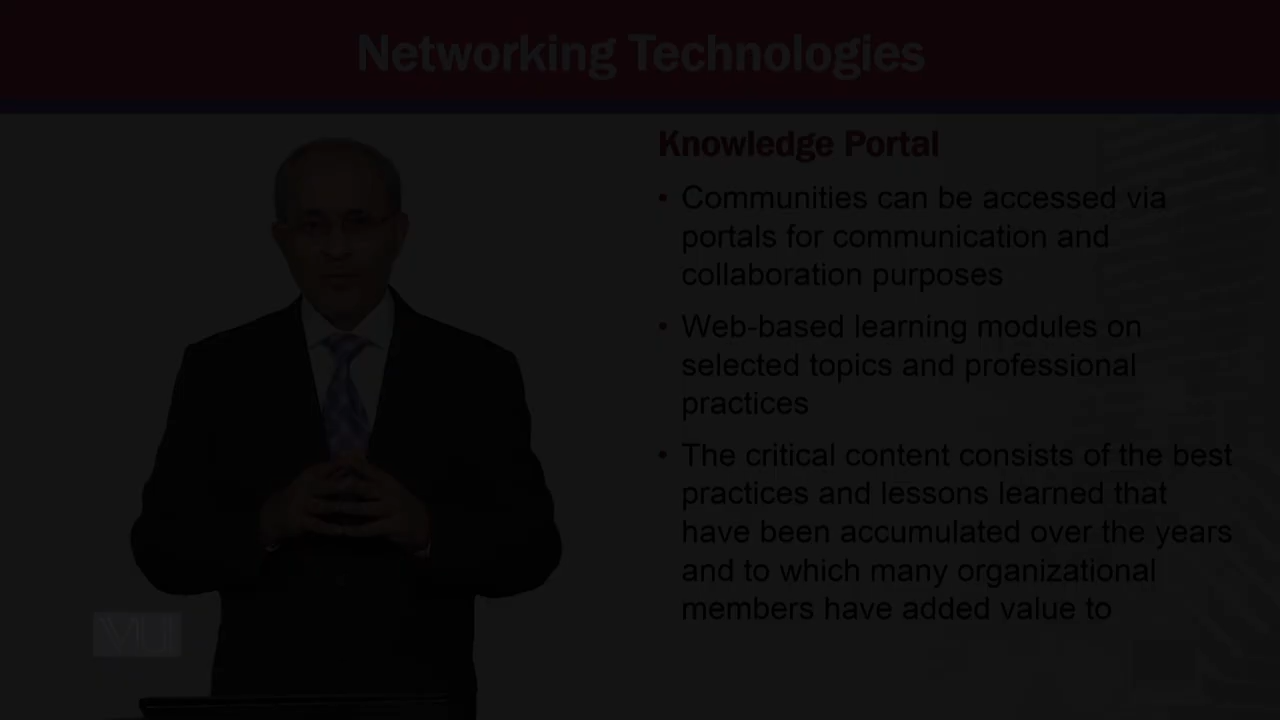 Networking Technologies
Knowledge Portal
• Communities can be accessed via
portals for communication and
collaboration purposes
• Web-based learning modules on
selected topics and professional
practices
• The critical content consists of the best
practices and lessons learned that
have been accumulated over the years
and to which many organizational
members have added value to
VU